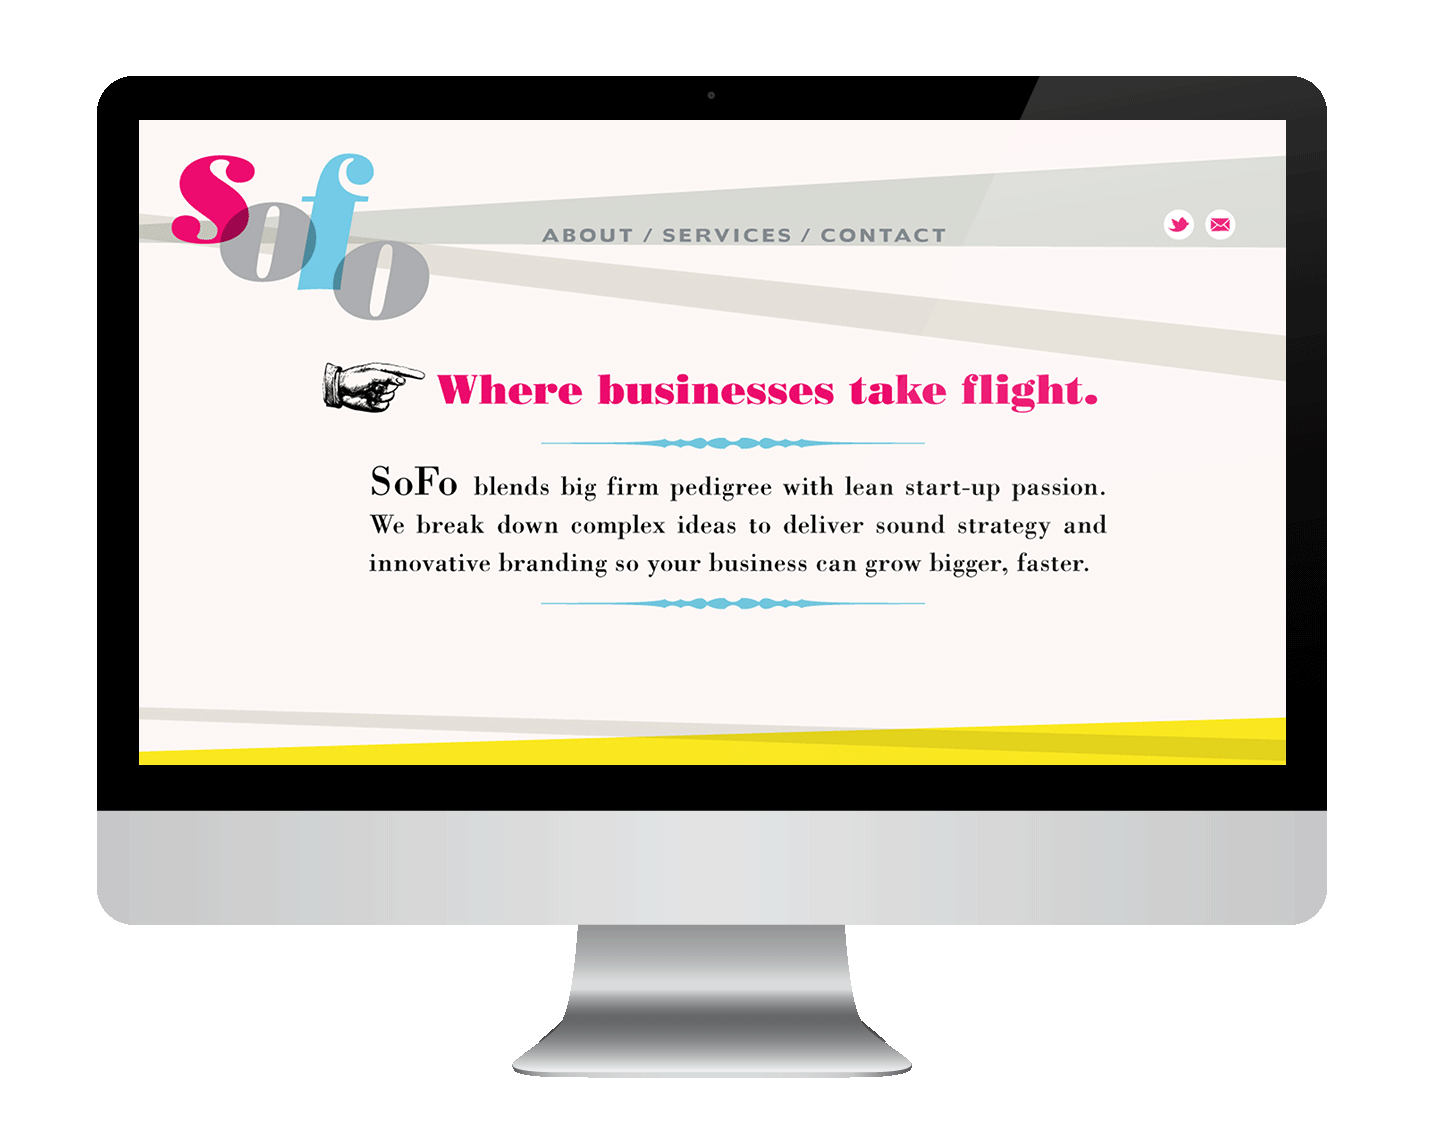 Sofo
ABOUT / SERVICES / CONTACT
Where businesses take flight.
SoFo blends big firm pedigree with lean start-up passion.
We break down complex ideas to deliver sound strategy and
innovative branding so your business can grow bigger, faster.